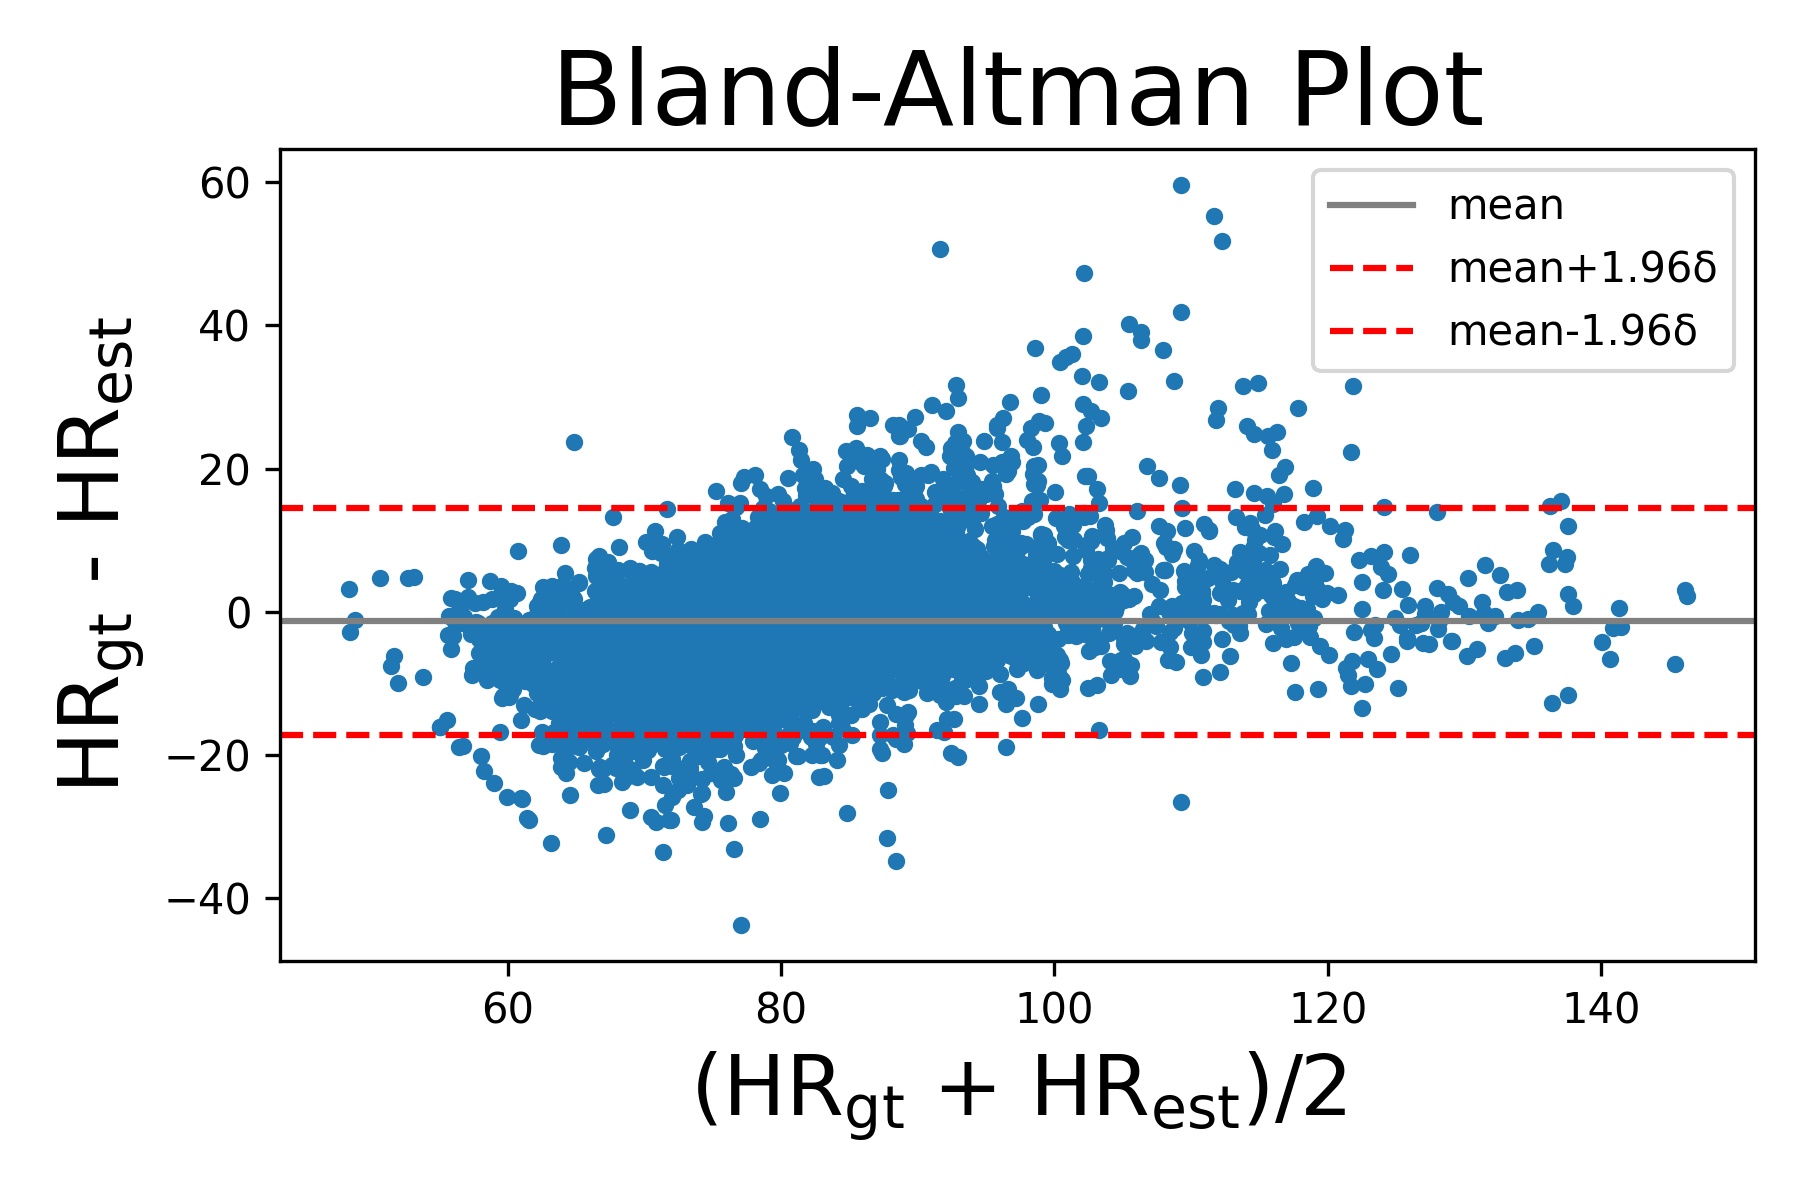 Bland-Altman Plot
HRgt - HRest
60
40
20
0
−20
−40
mean
mean+1.96δ
mean-1.96δ
60
80
100
120
140
(HRgt + HRest)/2